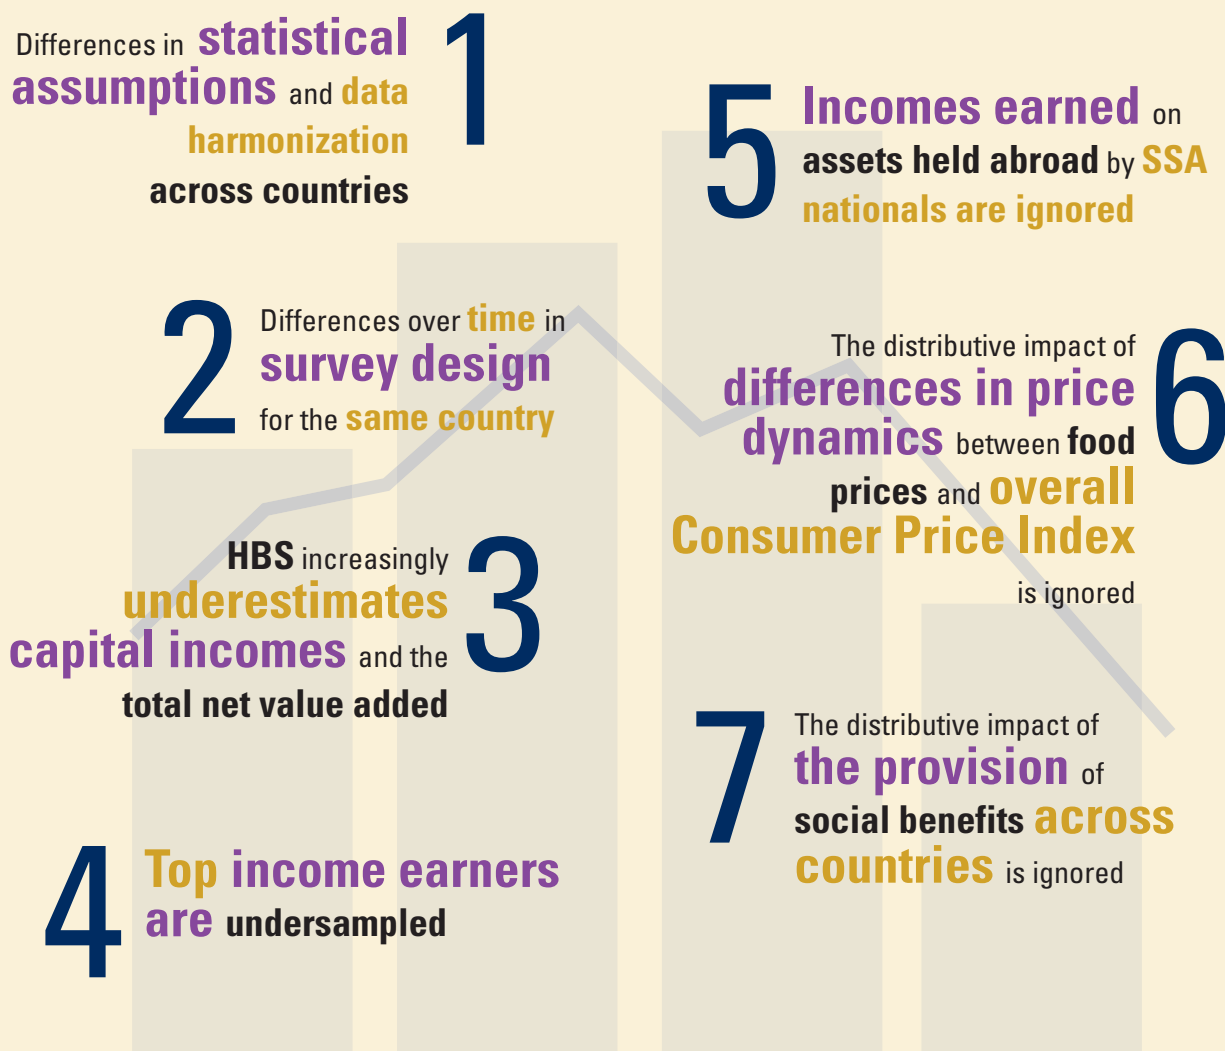 1
Differences in statistical
assumptions and data
harmonization
across countries
2
Differences over time in
survey design
for the same country
3
HBS increasingly
underestimates
capital incomes and the
total net value added
4
Top income earners
are undersampled
5
Incomes earned on
assets held abroad by SSA
nationals are ignored
6
The distributive impact of
differences in price
dynamics between food
prices and overall
Consumer Price Index
is ignored
7
The distributive impact of
the provision of
social benefits across
countries is ignored